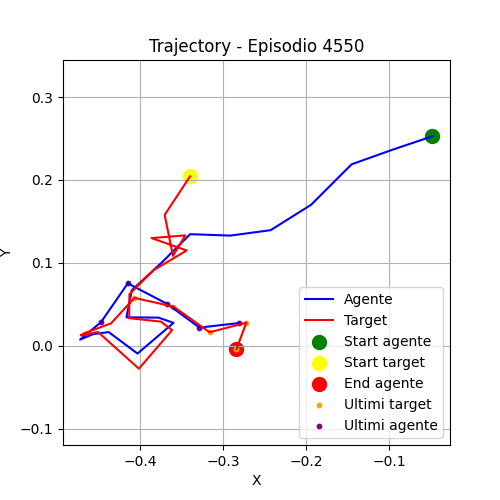 Trajectory - Episodio 4550
Y
0.3
0.2
0.1
0.0
−0.1
Agente
Target
Start agente
Start target
End agente
Ultimi target
Ultimi agente
−0.4
−0.3
−0.2
−0.1
X